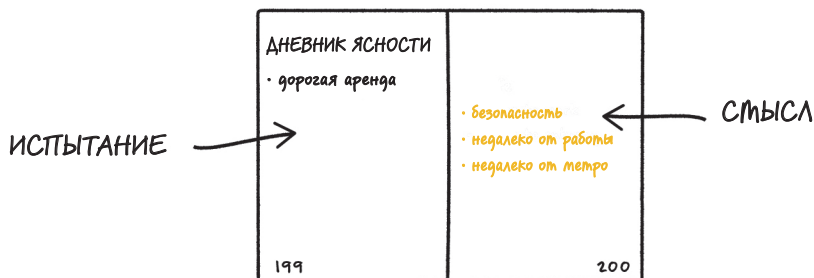 ДНЕВНИК ЯСНОСТИ
• дорогая аренда
ИСПЫТАНИЕ
199
СМЫСЛ
• безопасность
• недалеко от работы
• недалеко от метро
200